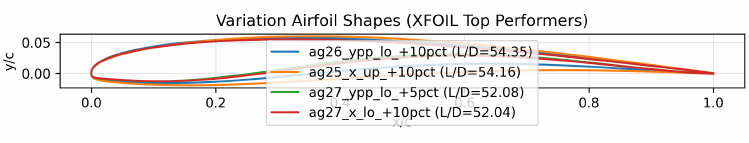 Variation Airfoil Shapes (XFOIL Top Performers)
0.05
0.00
y/c
ag26_ypp_lo_+10pct (L/D=54.35)
ag25_x_up_+10pct (L/D=54.16)
ag27_ypp_lo_+5pct (L/D=52.08)
ag27_x_lo_+10pct (L/D=52.04)
0.0 0.2 0.4 0.6 0.8 1.0
x/c